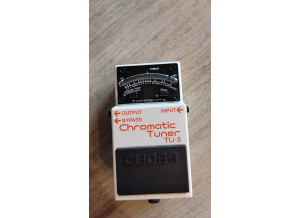 OUTPUT INPUT
BYPASS
Chromatic
Tuner
TU-3
BOSS